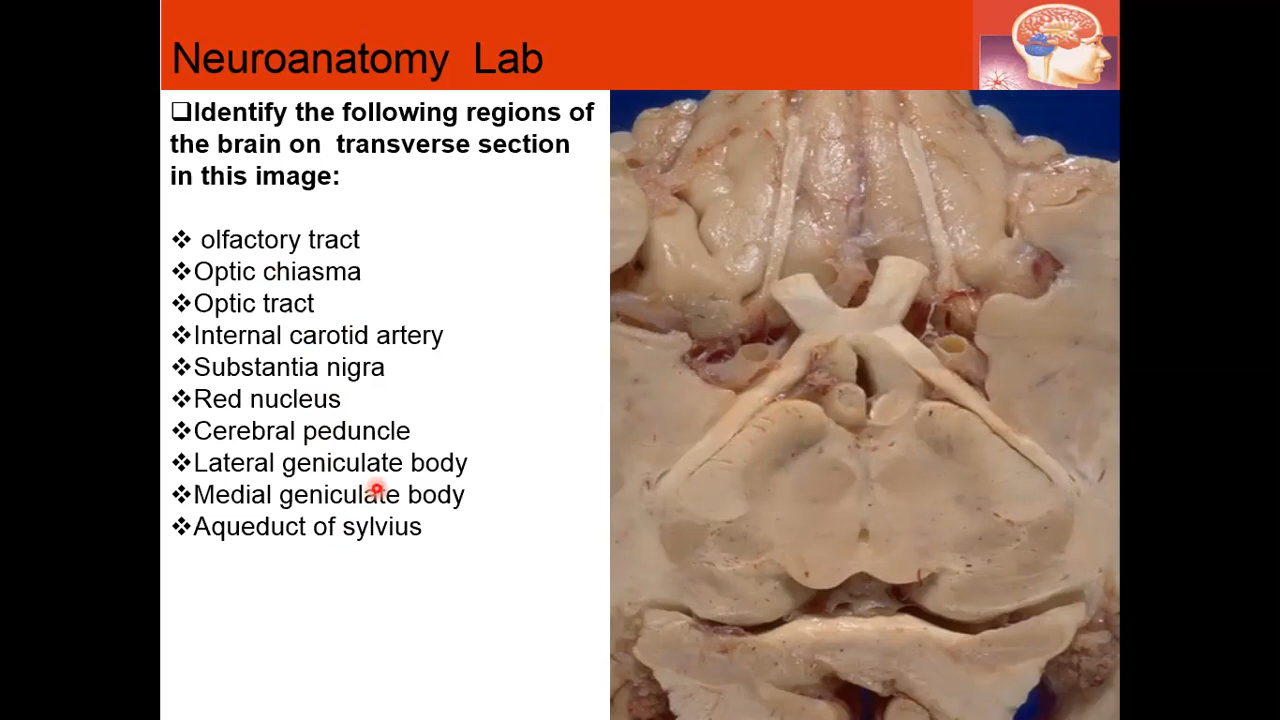 Neuroanatomy Lab
❑Identify the following regions of
the brain on transverse section
in this image:
❖ olfactory tract
❖Optic chiasma
❖Optic tract
❖Internal carotid artery
❖Substantia nigra
❖Red nucleus
❖Cerebral peduncle
❖Lateral geniculate body
❖Medial geniculate body
❖Aqueduct of sylvius